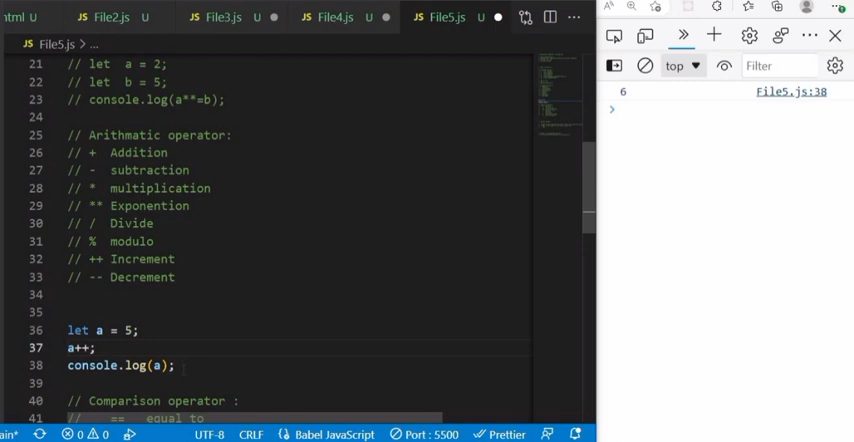 html U JS File2.js U JS File3.js U JS File4.js U JS File5.js U
JS File5.js > ...
21 // let a = 2;
22 // let b = 5;
23 // console.log(a**=b);
24
25 // Arithmatic operator:
26 // + Addition
27 // - subtraction
28 // * multiplication
29 // ** Exponention
30 // / Divide
31 // % modulo
32 // ++ Increment
33 // -- Decrement
34
35
36 let a = 5;
37 a++;
38 console.log(a);
39
40 // Comparison operator :
41 // == equal to
ain* 0 0 UTF-8 CRLF Babel JavaScript Port : 5500 Prettier
top Filter
6 File5.js:38